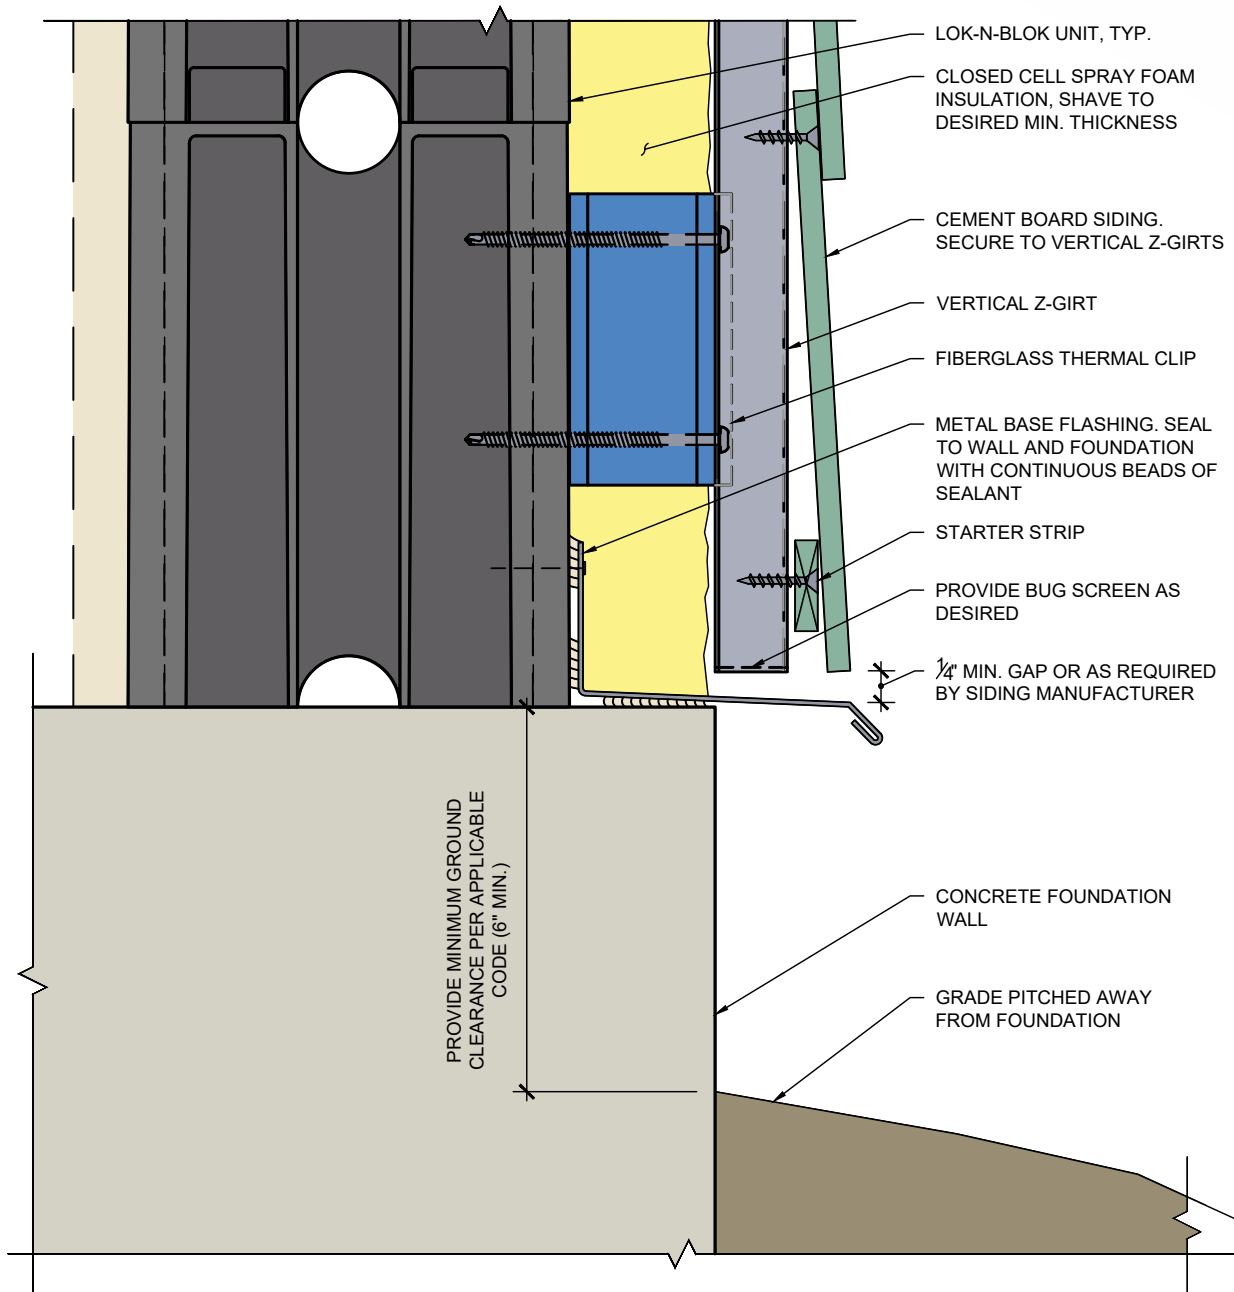 LOK-N-BLOK UNIT, TYP.
CLOSED CELL SPRAY FOAM
INSULATION, SHAVE TO
DESIRED MIN. THICKNESS
CEMENT BOARD SIDING.
SECURE TO VERTICAL Z-GIRTS
VERTICAL Z-GIRT
FIBERGLASS THERMAL CLIP
METAL BASE FLASHING. SEAL
TO WALL AND FOUNDATION
WITH CONTINUOUS BEADS OF
SEALANT
STARTER STRIP
PROVIDE BUG SCREEN AS
DESIRED
1/4" MIN. GAP OR AS REQUIRED
BY SIDING MANUFACTURER
PROVIDE MINIMUM GROUND
CLEARANCE PER APPLICABLE
CODE (6" MIN.)
CONCRETE FOUNDATION
WALL
GRADE PITCHED AWAY
FROM FOUNDATION